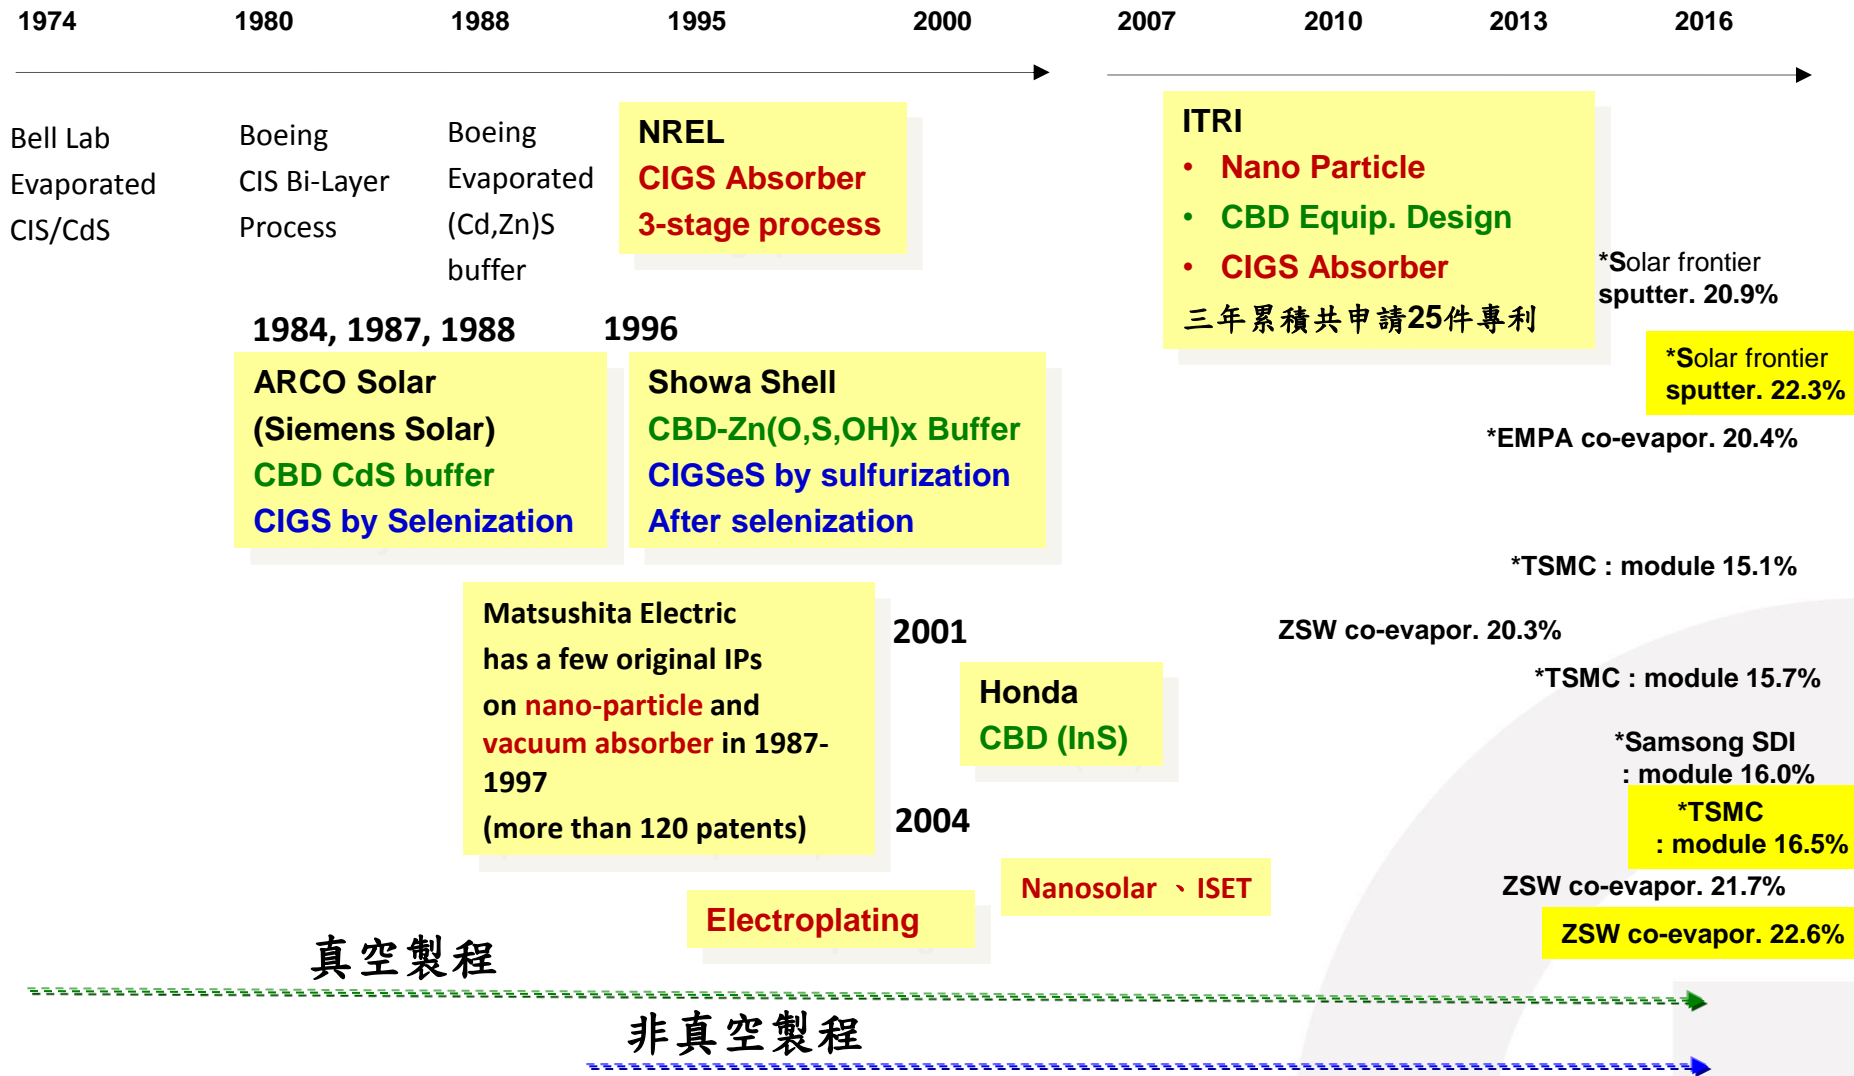 1974 1980 1988 1995 2000 2007 2010 2013 2016
Bell Lab
Evaporated
CIS/CdS
Boeing
CIS Bi-Layer
Process
Boeing
Evaporated
(Cd,Zn)S
buffer
NREL
CIGS Absorber
3-stage process
ITRI
• Nano Particle
• CBD Equip. Design
• CIGS Absorber
三年累積共申請25件專利
*Solar frontier
sputter. 20.9%
1984, 1987, 1988
ARCO Solar
(Siemens Solar)
CBD CdS buffer
CIGS by Selenization
1996
Showa Shell
CBD-Zn(O,S,OH)x Buffer
CIGSeS by sulfurization
After selenization
*Solar frontier
sputter. 22.3%
*EMPA co-evapor. 20.4%
*TSMC : module 15.1%
Matsushita Electric
has a few original IPs
on nano-particle and
vacuum absorber in 1987-
1997
(more than 120 patents)
2001
Honda
CBD (InS)
ZSW co-evapor. 20.3%
*TSMC : module 15.7%
*Samsong SDI
: module 16.0%
*TSMC
: module 16.5%
2004
Nanosolar 、ISET
Electroplating
ZSW co-evapor. 21.7%
ZSW co-evapor. 22.6%
真空製程
非真空製程